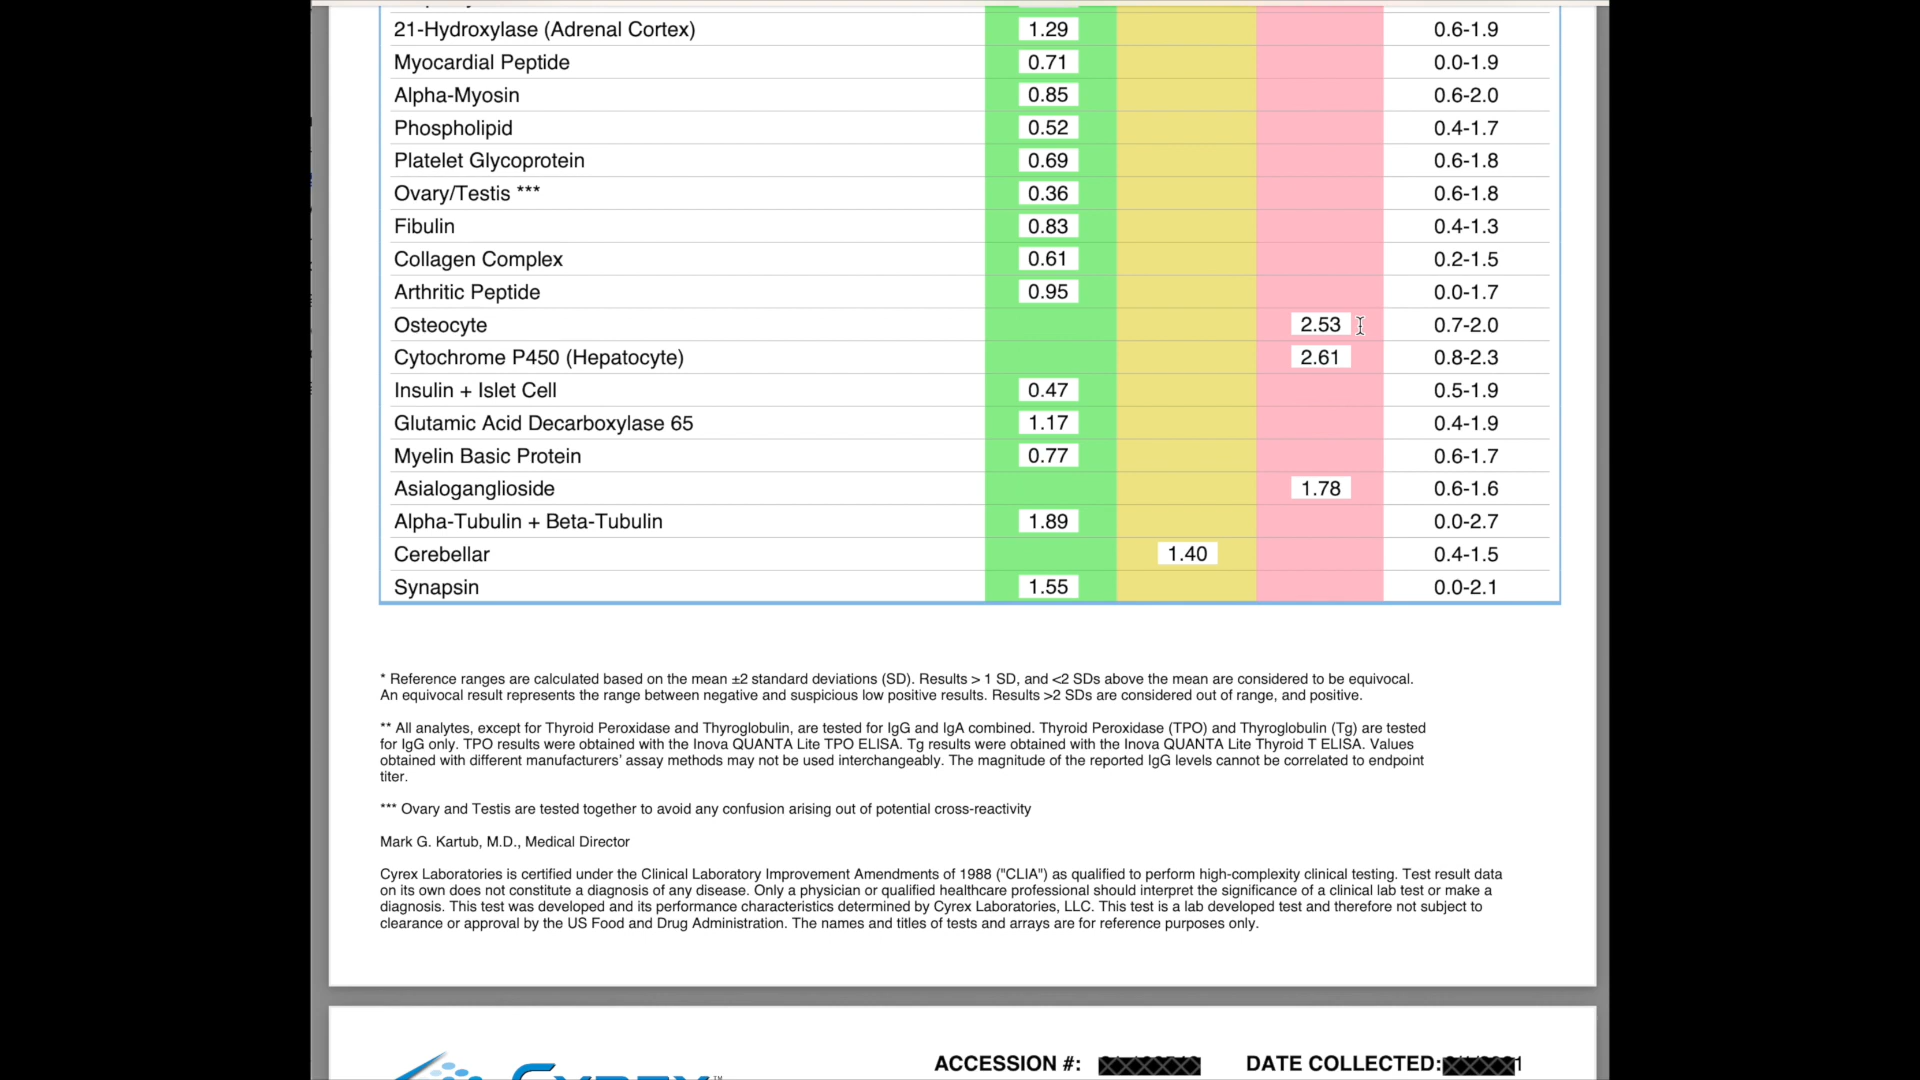 21-Hydroxylase (Adrenal Cortex) 1.29 0.6-1.9
Myocardial Peptide 0.71 0.0-1.9
Alpha-Myosin 0.85 0.6-2.0
Phospholipid 0.52 0.4-1.7
Platelet Glycoprotein 0.69 0.6-1.8
Ovary/Testis *** 0.36 0.6-1.8
Fibulin 0.83 0.4-1.3
Collagen Complex 0.61 0.2-1.5
Arthritic Peptide 0.95 0.0-1.7
Osteocyte 2.53 0.7-2.0
Cytochrome P450 (Hepatocyte) 2.61 0.8-2.3
Insulin + Islet Cell 0.47 0.5-1.9
Glutamic Acid Decarboxylase 65 1.17 0.4-1.9
Myelin Basic Protein 0.77 0.6-1.7
Asialoganglioside 1.78 0.6-1.6
Alpha-Tubulin + Beta-Tubulin 1.89 0.0-2.7
Cerebellar 1.40 0.4-1.5
Synapsin 1.55 0.0-2.1
* Reference ranges are calculated based on the mean ±2 standard deviations (SD). Results > 1 SD, and <2 SDs above the mean are considered to be equivocal.
An equivocal result represents the range between negative and suspicious low positive results. Results >2 SDs are considered out of range, and positive.
** All analytes, except for Thyroid Peroxidase and Thyroglobulin, are tested for IgG and IgA combined. Thyroid Peroxidase (TPO) and Thyroglobulin (Tg) are tested
for IgG only. TPO results were obtained with the Inova QUANTA Lite TPO ELISA. Tg results were obtained with the Inova QUANTA Lite Thyroid T ELISA. Values
obtained with different manufacturers’ assay methods may not be used interchangeably. The magnitude of the reported IgG levels cannot be correlated to endpoint
titer.
*** Ovary and Testis are tested together to avoid any confusion arising out of potential cross-reactivity
Mark G. Kartub, M.D., Medical Director
Cyrex Laboratories is certified under the Clinical Laboratory Improvement Amendments of 1988 ("CLIA") as qualified to perform high-complexity clinical testing. Test result data
on its own does not constitute a diagnosis of any disease. Only a physician or qualified healthcare professional should interpret the significance of a clinical lab test or make a
diagnosis. This test was developed and its performance characteristics determined by Cyrex Laboratories, LLC. This test is a lab developed test and therefore not subject to
clearance or approval by the US Food and Drug Administration. The names and titles of tests and arrays are for reference purposes only.
ACCESSION #: DATE COLLECTED:
CYREX™